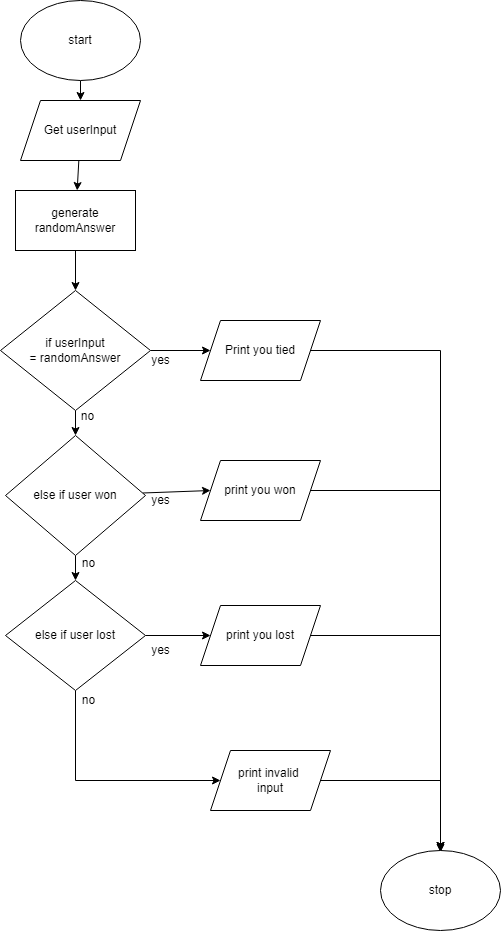 start
Get userInput
generate
randomAnswer
if userInput
= randomAnswer
yes
Print you tied
no
else if user won
yes
print you won
no
else if user lost
yes
print you lost
no
print invalid
input
stop